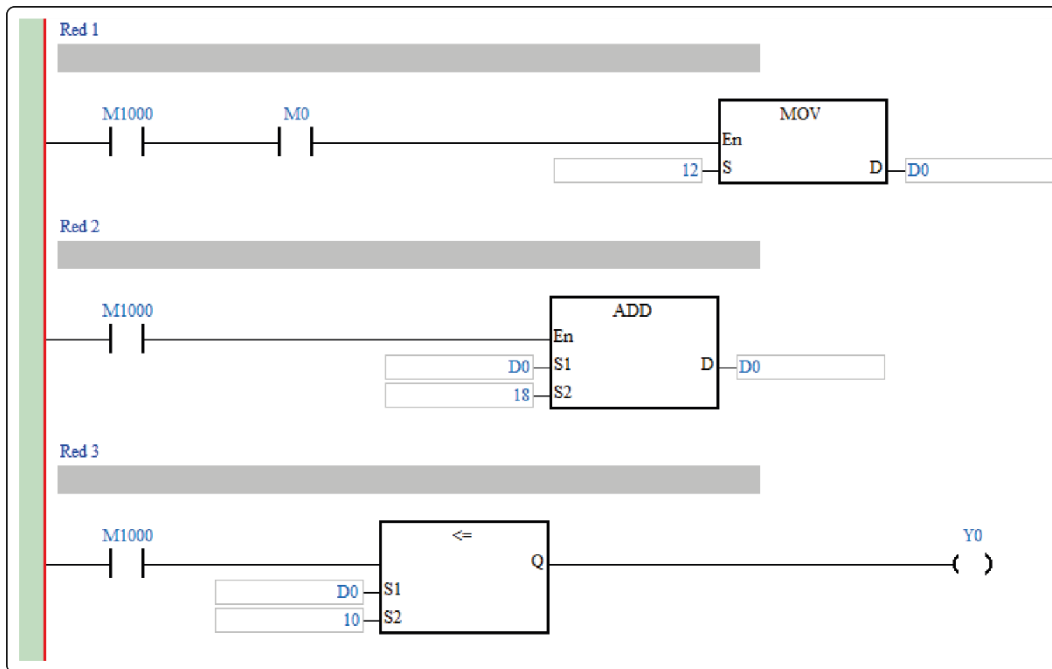 Red 1
M1000 M0 MOV
En
12 S D D0
Red 2
M1000 ADD
En
D0 S1 D D0
18 S2
Red 3
M1000 <= Y0
Q
D0 S1
10 S2